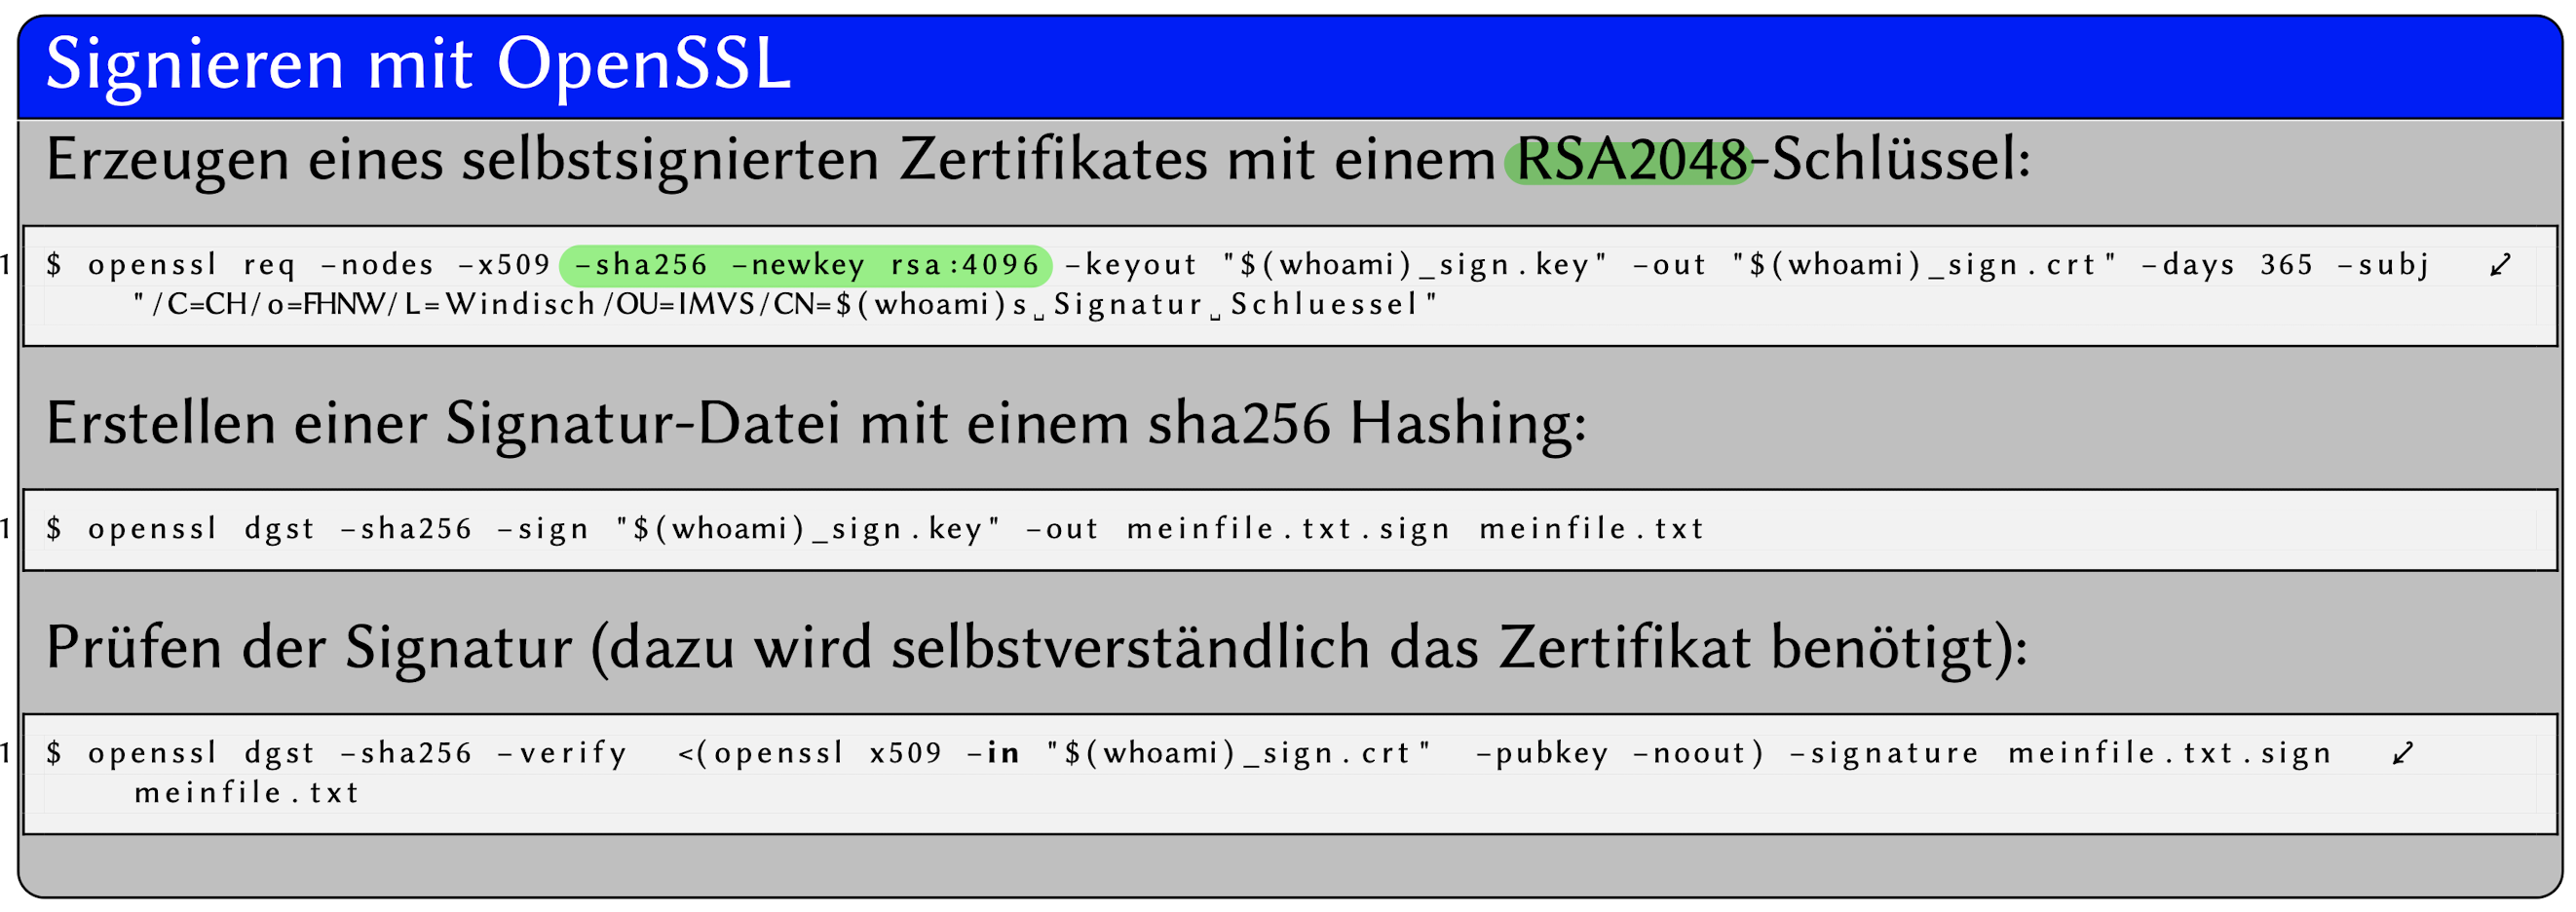 Signieren mit OpenSSL
Erzeugen eines selbstsignierten Zertifikates mit einem RSA2048-Schlüssel:
1 $ openssl req -nodes -x509 -sha256 -newkey rsa:4096 -keyout "$(whoami)_sign.key" -out "$(whoami)_sign.crt" -days 365 -subj ⤦
"/C=CH/o=FHNW/L=Windisch/OU=IMVS/CN=$(whoami)s␣Signatur␣Schluessel"
Erstellen einer Signatur-Datei mit einem sha256 Hashing:
1 $ openssl dgst -sha256 -sign "$(whoami)_sign.key" -out meinfile.txt.sign meinfile.txt
Prüfen der Signatur (dazu wird selbstverständlich das Zertifikat benötigt):
1 $ openssl dgst -sha256 -verify <(openssl x509 -in "$(whoami)_sign.crt" -pubkey -noout) -signature meinfile.txt.sign ⤦
meinfile.txt